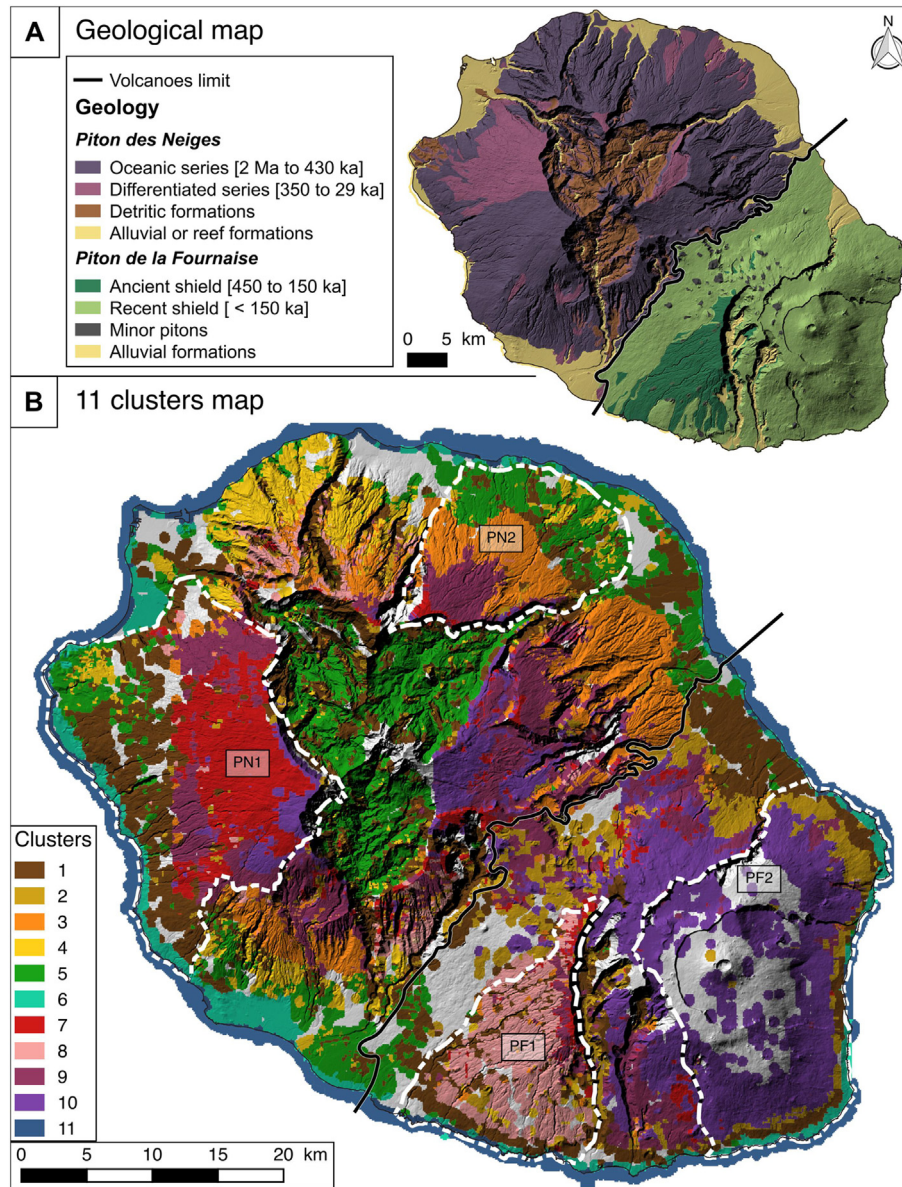 A Geological map
N
Volcanoes limit
Geology
Piton des Neiges
Oceanic series [2 Ma to 430 ka]
Differentiated series [350 to 29 ka]
Detritic formations
Alluvial or reef formations
Piton de la Fournaise
Ancient shield [450 to 150 ka]
Recent shield [ < 150 ka]
Minor pitons
Alluvial formations
0 5 km
B 11 clusters map
PN2
PN1
PF2
PF1
Clusters
1
2
3
4
5
6
7
8
9
10
11
0 5 10 15 20 km